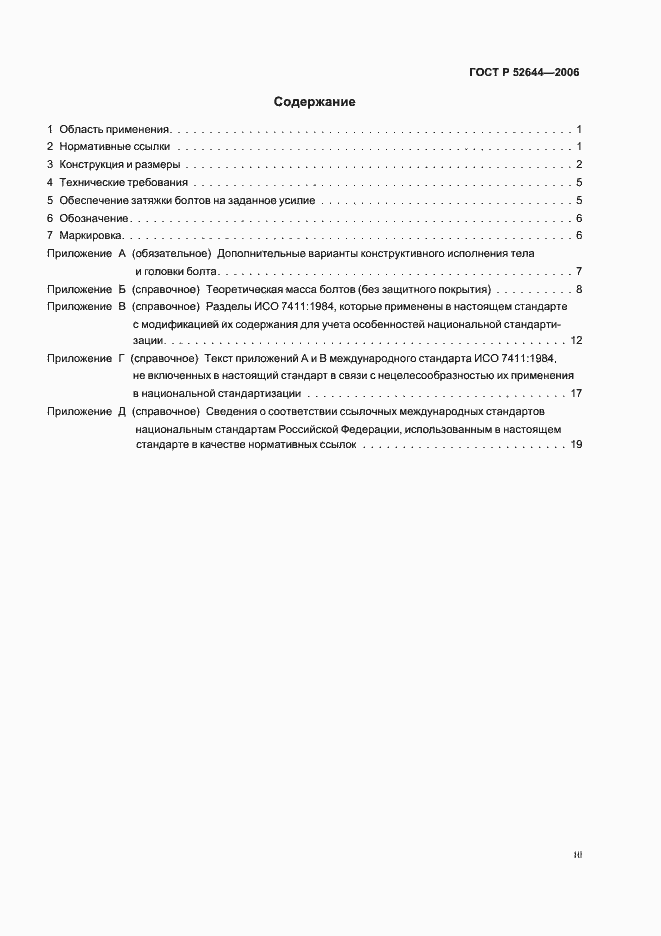 ГОСТ Р 52644—2006
Содержание
1 Область применения. . . . . . . . . . . . . . . . . . . . . . . . . . . . . . . . . . . . . . . . . . . . . . . . . . . 1
2 Нормативные ссылки . . . . . . . . . . . . . . . . . . . . . . . . . . . . . . . . . . . . . . . . . . . . . . . . . . . 1
3 Конструкция и размеры . . . . . . . . . . . . . . . . . . . . . . . . . . . . . . . . . . . . . . . . . . . . . . . . . . 2
4 Технические требования . . . . . . . . . . . . . . . . . . . . . . . . . . . . . . . . . . . . . . . . . . . . . . . . . 5
5 Обеспечение затяжки болтов на заданное усилие . . . . . . . . . . . . . . . . . . . . . . . . . . . . . . . . . 5
6 Обозначение. . . . . . . . . . . . . . . . . . . . . . . . . . . . . . . . . . . . . . . . . . . . . . . . . . . . . . . . . 6
7 Маркировка. . . . . . . . . . . . . . . . . . . . . . . . . . . . . . . . . . . . . . . . . . . . . . . . . . . . . . . . . . 6
Приложение А (обязательное) Дополнительные варианты конструктивного исполнения тела
и головки болта. . . . . . . . . . . . . . . . . . . . . . . . . . . . . . . . . . . . . . . . . . . . . . 7
Приложение Б (справочное) Теоретическая масса болтов (без защитного покрытия) . . . . . . . . . . 8
Приложение В (справочное) Разделы ИСО 7411:1984, которые применены в настоящем стандарте
с модификацией их содержания для учета особенностей национальной стандарти-
зации. . . . . . . . . . . . . . . . . . . . . . . . . . . . . . . . . . . . . . . . . . . . . . . . . . . . 12
Приложение Г (справочное) Текст приложений А и В международного стандарта ИСО 7411:1984,
не включенных в настоящий стандарт в связи с нецелесообразностью их применения
в национальной стандартизации . . . . . . . . . . . . . . . . . . . . . . . . . . . . . . . . . 17
Приложение Д (справочное) Сведения о соответствии ссылочных международных стандартов
национальным стандартам Российской Федерации, использованным в настоящем
стандарте в качестве нормативных ссылок . . . . . . . . . . . . . . . . . . . . . . . . . . 19
III